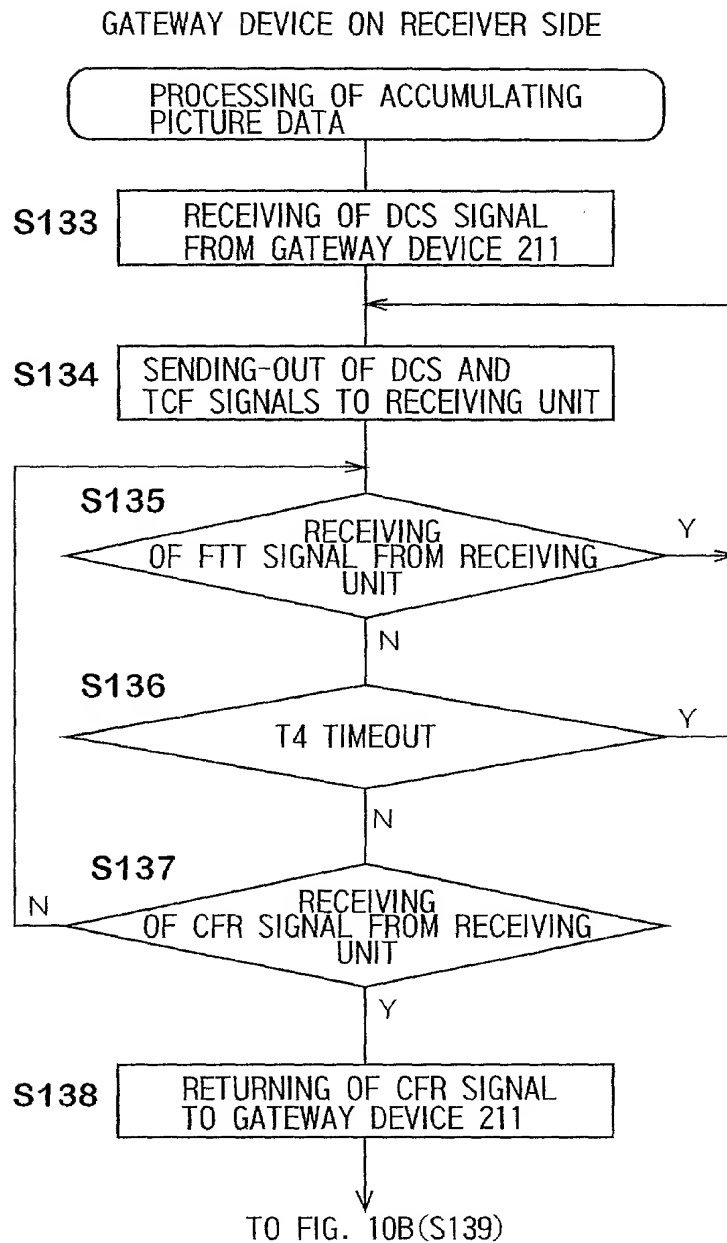 GATEWAY DEVICE ON RECEIVER SIDE
PROCESSING OF ACCUMULATING
PICTURE DATA
S133
RECEIVING OF DCS SIGNAL
FROM GATEWAY DEVICE 211
S134
SENDING-OUT OF DCS AND
TCF SIGNALS TO RECEIVING UNIT
S135
RECEIVING
OF FTT SIGNAL FROM RECEIVING
UNIT
Y
N
S136
T4 TIMEOUT
Y
N
S137
N
RECEIVING
OF CFR SIGNAL FROM RECEIVING
UNIT
Y
S138
RETURNING OF CFR SIGNAL
TO GATEWAY DEVICE 211
TO FIG. 10B(S139)